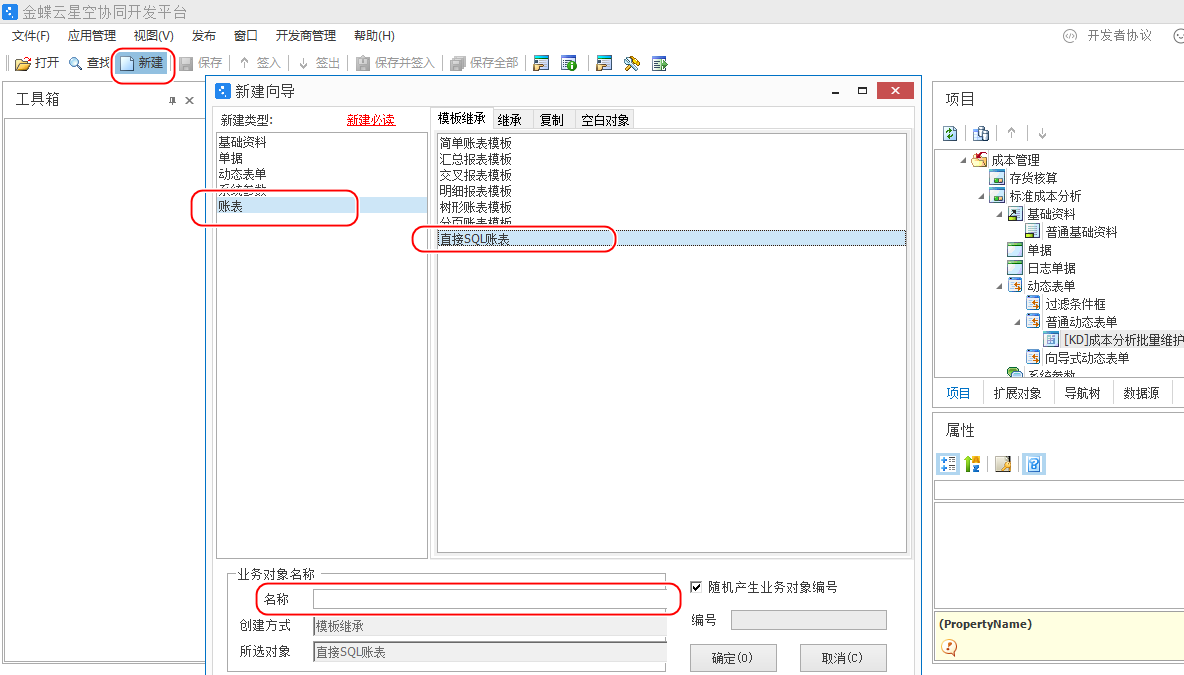 金蝶云星空协同开发平台
文件(F) 应用管理 视图(V) 发布 窗口 开发商管理 帮助(H) 开发者协议
打开 查找 新建 保存 签入 签出 保存并签入 保存全部
工具箱
新建向导
新建类型: 新建必读
基础资料
单据
动态表单
系统参数
账表
模板继承 继承 复制 空白对象
简单账表模板
汇总报表模板
交叉报表模板
明细报表模板
树形账表模板
分页账表模板
直接SQL账表
业务对象名称
名称
创建方式 模板继承
所选对象 直接SQL账表
随机产生业务对象编号
编号
确定(O) 取消(C)
项目
成本管理
存货核算
标准成本分析
基础资料
普通基础资料
单据
日志单据
动态表单
过滤条件框
普通动态表单
[KD]成本分析批量维护
向导式动态表单
系统参数
项目 扩展对象 导航树 数据源
属性
(PropertyName)